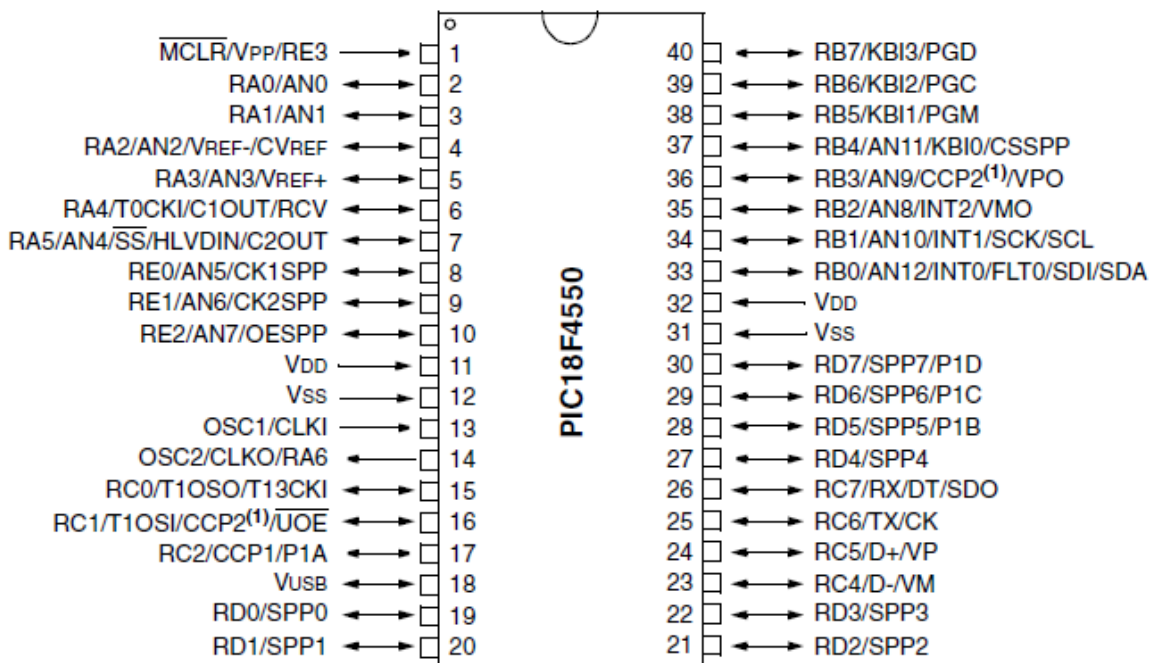 MCLR/VPP/RE3 1
RA0/AN0 2
RA1/AN1 3
RA2/AN2/VREF-/CVREF 4
RA3/AN3/VREF+ 5
RA4/T0CKI/C1OUT/RCV 6
RA5/AN4/SS/HLVDIN/C2OUT 7
RE0/AN5/CK1SPP 8
RE1/AN6/CK2SPP 9
RE2/AN7/OESPP 10
VDD 11
VSS 12
OSC1/CLKI 13
OSC2/CLKO/RA6 14
RC0/T1OSO/T13CKI 15
RC1/T1OSI/CCP2(1)/UOE 16
RC2/CCP1/P1A 17
VUSB 18
RD0/SPP0 19
RD1/SPP1 20
PIC18F4550
40 RB7/KBI3/PGD
39 RB6/KBI2/PGC
38 RB5/KBI1/PGM
37 RB4/AN11/KBI0/CSSPP
36 RB3/AN9/CCP2(1)/VPO
35 RB2/AN8/INT2/VMO
34 RB1/AN10/INT1/SCK/SCL
33 RB0/AN12/INT0/FLT0/SDI/SDA
32 VDD
31 VSS
30 RD7/SPP7/P1D
29 RD6/SPP6/P1C
28 RD5/SPP5/P1B
27 RD4/SPP4
26 RC7/RX/DT/SDO
25 RC6/TX/CK
24 RC5/D+/VP
23 RC4/D-/VM
22 RD3/SPP3
21 RD2/SPP2